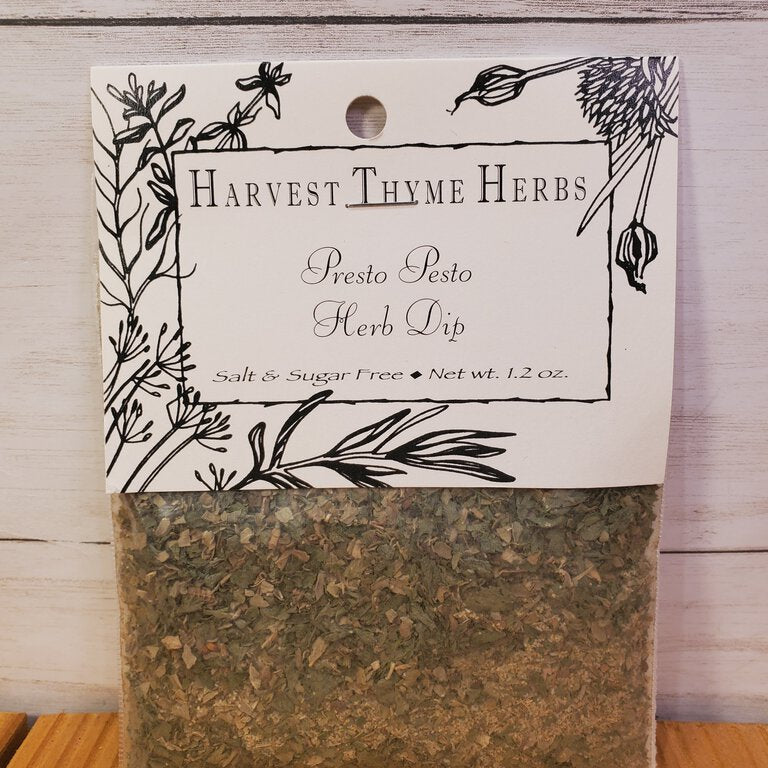 HARVEST THYME HERBS
Presto Pesto
Herb Dip
Salt & Sugar Free ◆ Net wt. 1.2 oz.